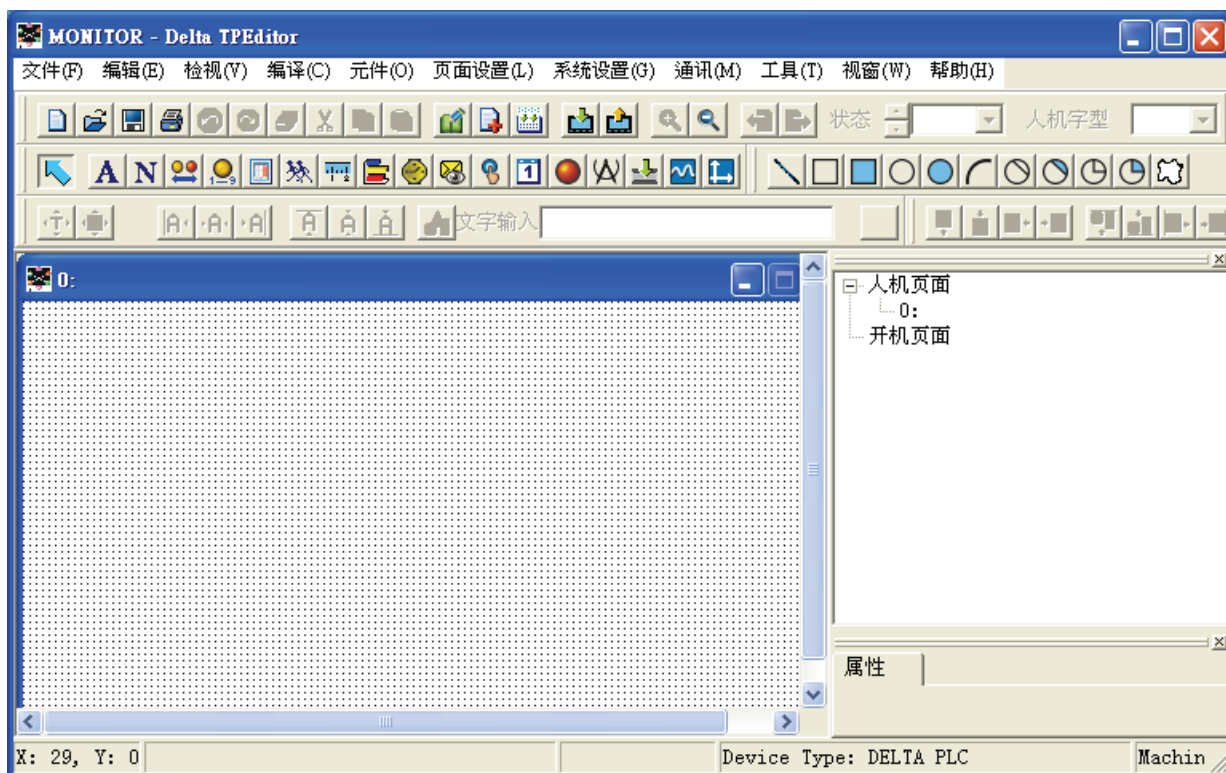 MONITOR - Delta TPEditor
文件(F) 编辑(E) 检视(V) 编译(C) 元件(O) 页面设置(L) 系统设置(G) 通讯(M) 工具(T) 视窗(W) 帮助(H)
状态 人机字型
A N 1~9 1
A A A A A A 文字输入
0:
人机页面
0:
开机页面
属性
X: 29, Y: 0 Device Type: DELTA PLC Machin